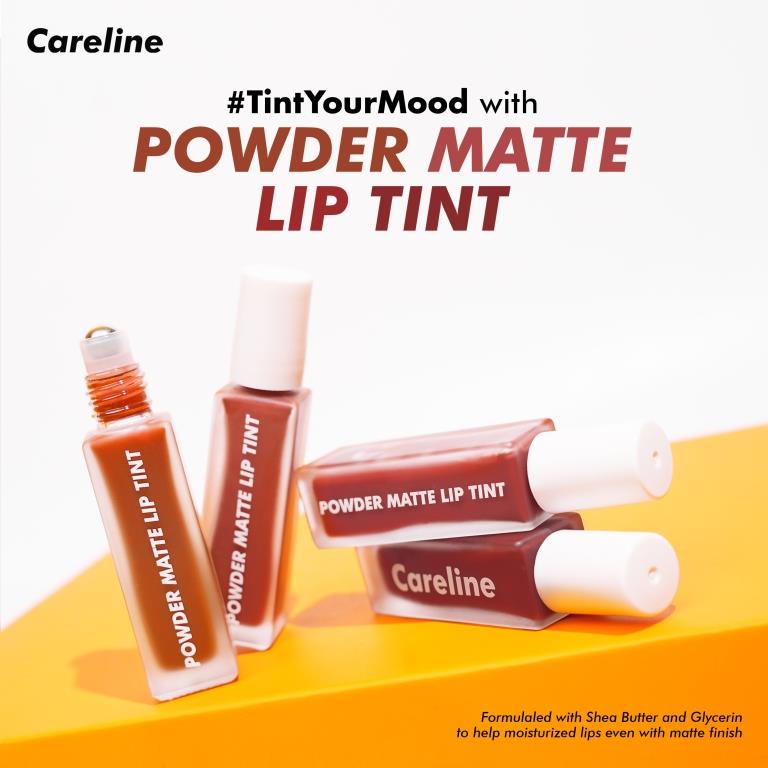 Careline
#TintYourMood with
POWDER MATTE
LIP TINT
POWDER MATTE LIP TINT
POWDER MATTE LIP TINT
POWDER MATTE LIP TINT
Careline
Formulaled with Shea Butter and Glycerin
to help moisturized lips even with matte finish